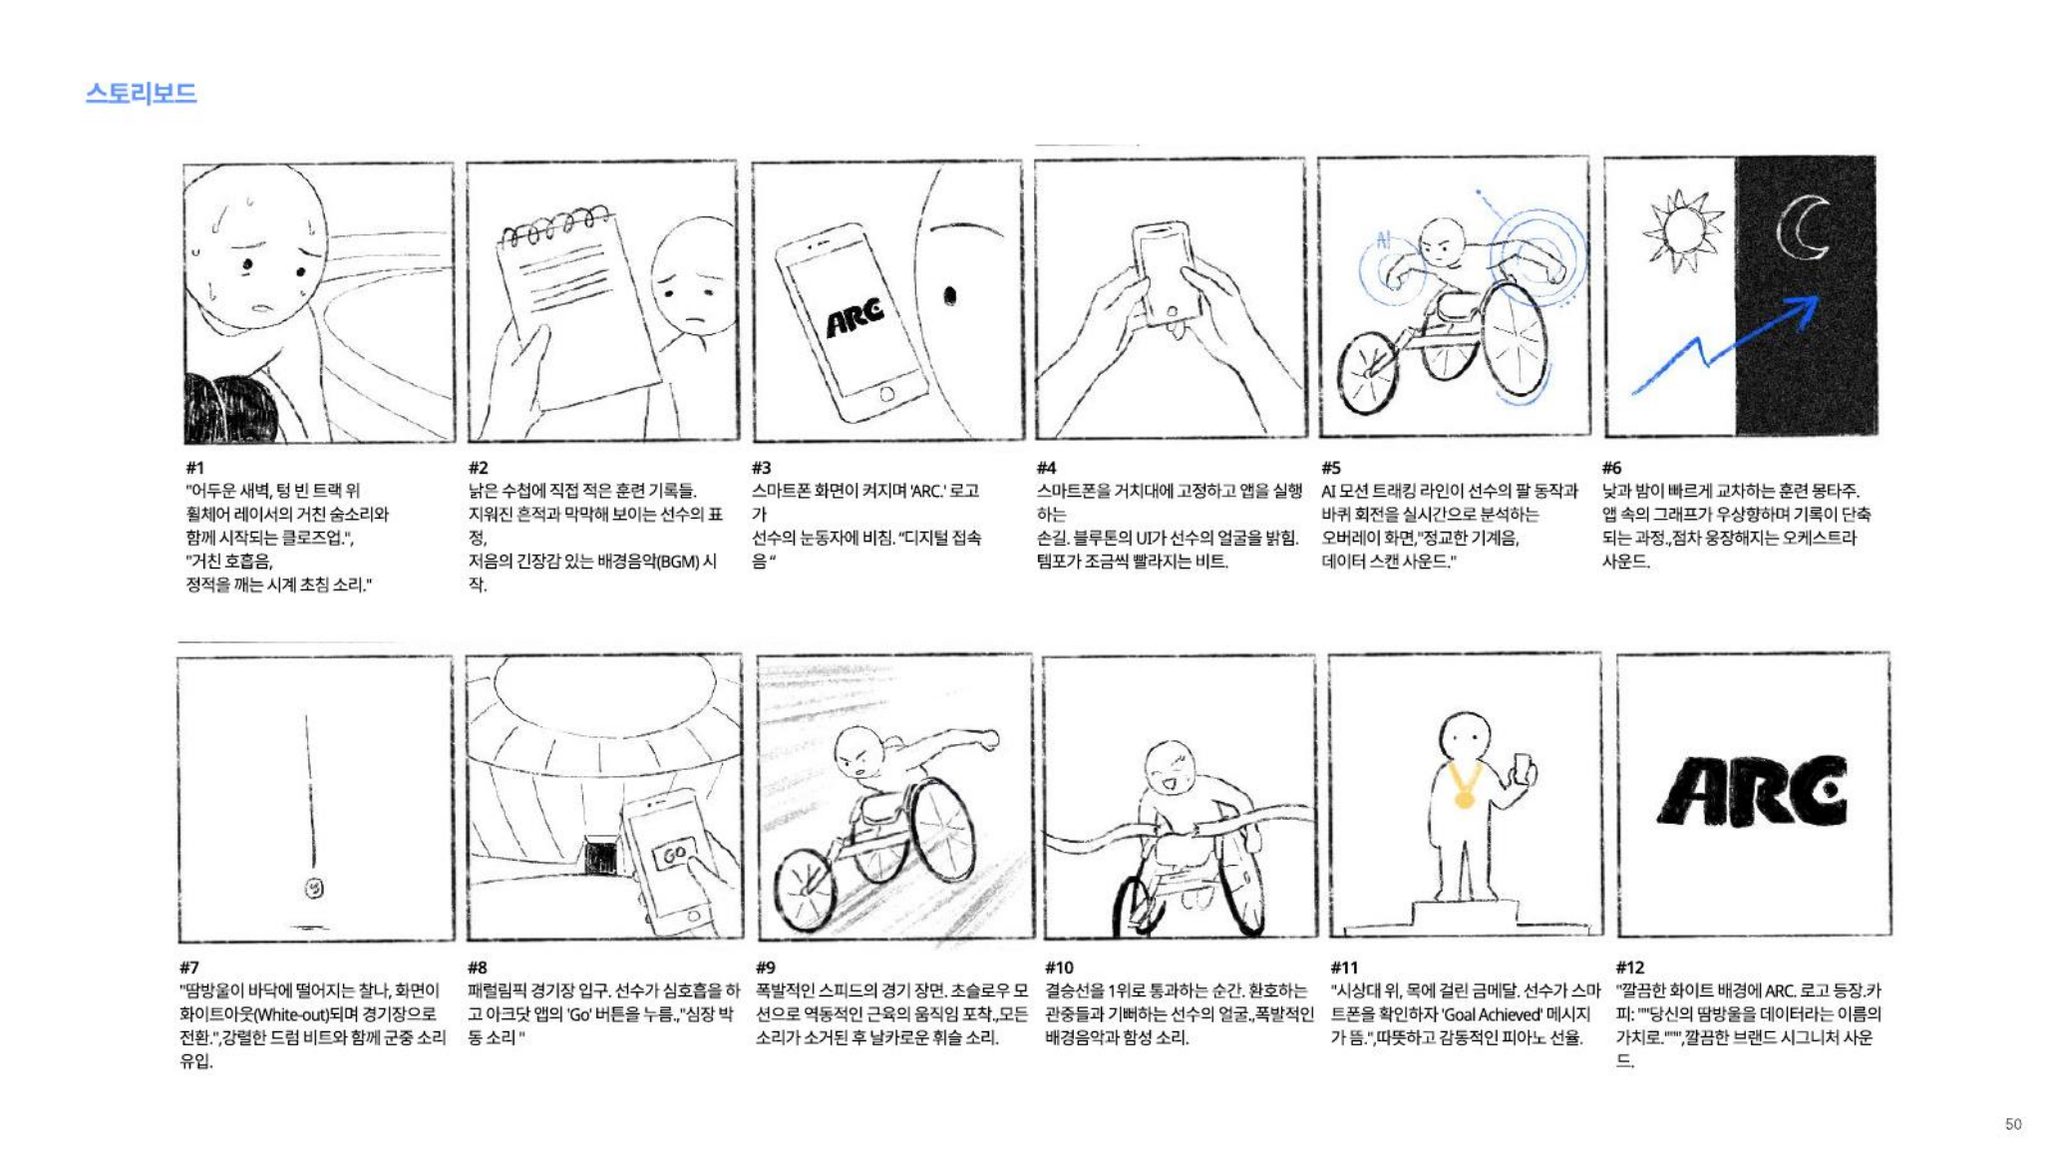 스토리보드
ARC
AI
#1
"어두운 새벽, 텅 빈 트랙 위
휠체어 레이서의 거친 숨소리와
함께 시작되는 클로즈업.",
"거친 호흡음,
정적을 깨는 시계 초침 소리."
#2
낡은 수첩에 직접 적은 훈련 기록들.
지워진 흔적과 막막해 보이는 선수의 표
정,
저음의 긴장감 있는 배경음악(BGM) 시
작.
#3
스마트폰 화면이 켜지며 'ARC.' 로고
가
선수의 눈동자에 비침. "디지털 접속
음 "
#4
스마트폰을 거치대에 고정하고 앱을 실행
하는
손길. 블루톤의 UI가 선수의 얼굴을 밝힘.
템포가 조금씩 빨라지는 비트.
#5
AI 모션 트래킹 라인이 선수의 팔 동작과
바퀴 회전을 실시간으로 분석하는
오버레이 화면,"정교한 기계음,
데이터 스캔 사운드."
#6
낮과 밤이 빠르게 교차하는 훈련 몽타주.
앱 속의 그래프가 우상향하며 기록이 단축
되는 과정.,점차 웅장해지는 오케스트라
사운드.
GO
ARC
#7
"땀방울이 바닥에 떨어지는 찰나, 화면이
화이트아웃(White-out)되며 경기장으로
전환.",강렬한 드럼 비트와 함께 군중 소리
유입.
#8
패럴림픽 경기장 입구. 선수가 심호흡을 하
고 아크닷 앱의 'Go' 버튼을 누름.,"심장 박
동 소리 "
#9
폭발적인 스피드의 경기 장면. 초슬로우 모
션으로 역동적인 근육의 움직임 포착.,모든
소리가 소거된 후 날카로운 휘슬 소리.
#10
결승선을 1위로 통과하는 순간. 환호하는
관중들과 기뻐하는 선수의 얼굴.,폭발적인
배경음악과 함성 소리.
#11
"시상대 위, 목에 걸린 금메달. 선수가 스마
트폰을 확인하자 'Goal Achieved' 메시지
가 뜸.",따뜻하고 감동적인 피아노 선율.
#12
"깔끔한 화이트 배경에 ARC. 로고 등장.카
피: ""당신의 땀방울을 데이터라는 이름의
가치로.""",깔끔한 브랜드 시그니처 사운
드.
50